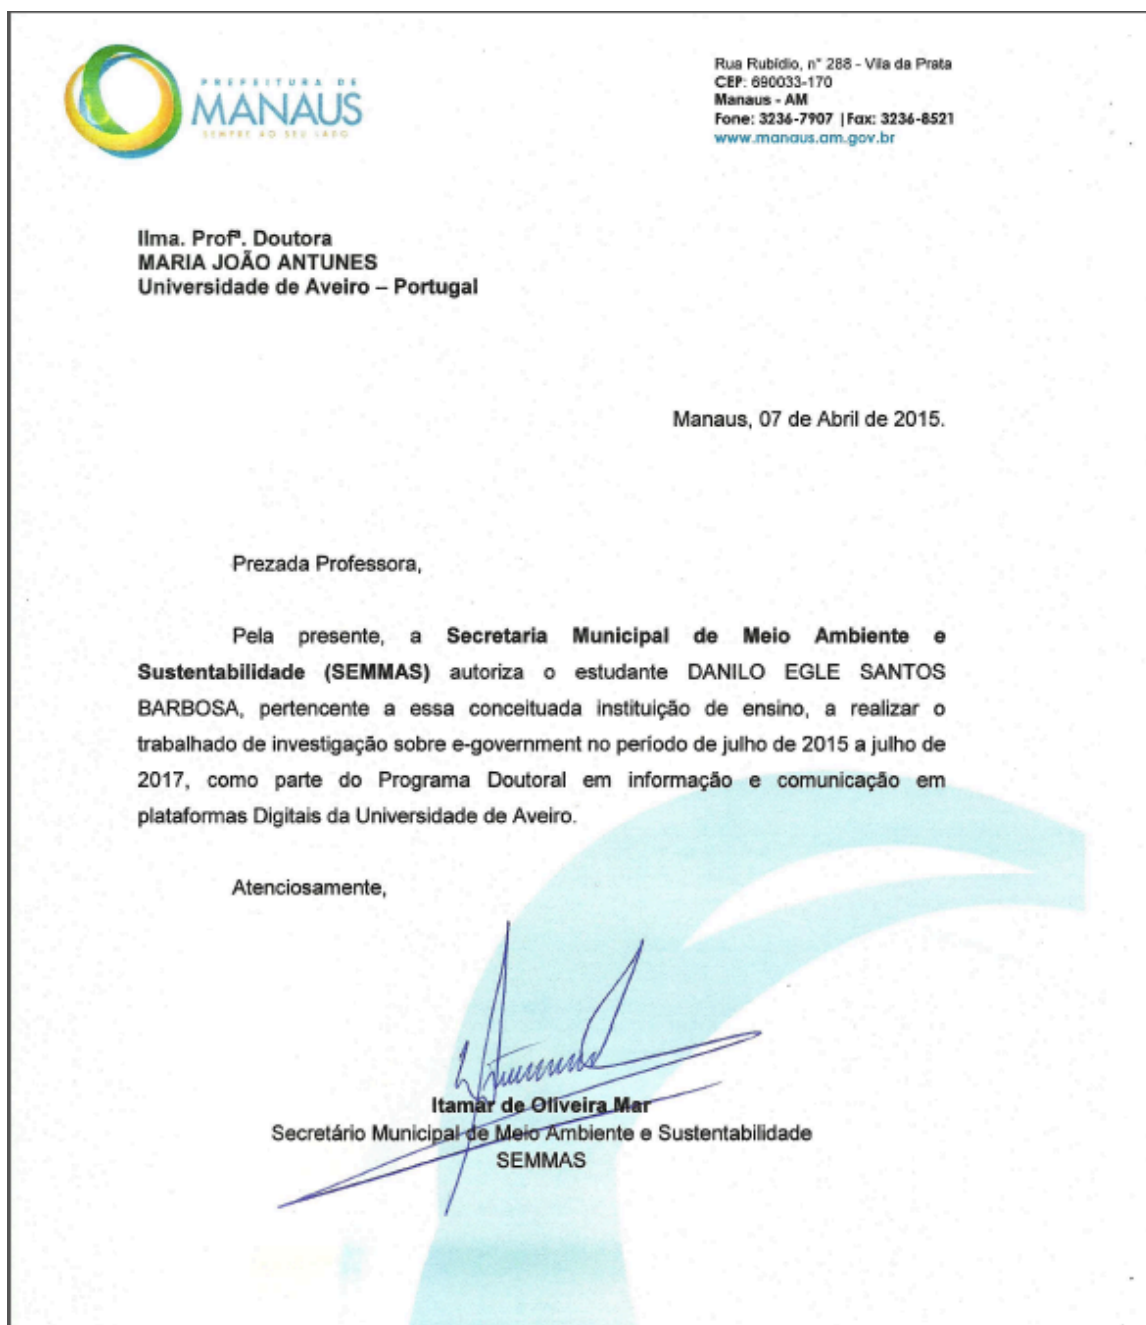 PREFEITURA DE
MANAUS
SEMPRE AO SEU LADO
Rua Rubídio, n° 288 - Vila da Prata
CEP: 690033-170
Manaus - AM
Fone: 3236-7907 | Fax: 3236-8521
www.manaus.am.gov.br
Ilma. Profª. Doutora
MARIA JOÃO ANTUNES
Universidade de Aveiro – Portugal
Manaus, 07 de Abril de 2015.
Prezada Professora,
Pela presente, a Secretaria Municipal de Meio Ambiente e
Sustentabilidade (SEMMAS) autoriza o estudante DANILO EGLE SANTOS
BARBOSA, pertencente a essa conceituada instituição de ensino, a realizar o
trabalhado de investigação sobre e-government no período de julho de 2015 a julho de
2017, como parte do Programa Doutoral em informação e comunicação em
plataformas Digitais da Universidade de Aveiro.
Atenciosamente,
Itamar de Oliveira Mar
Secretário Municipal de Meio Ambiente e Sustentabilidade
SEMMAS